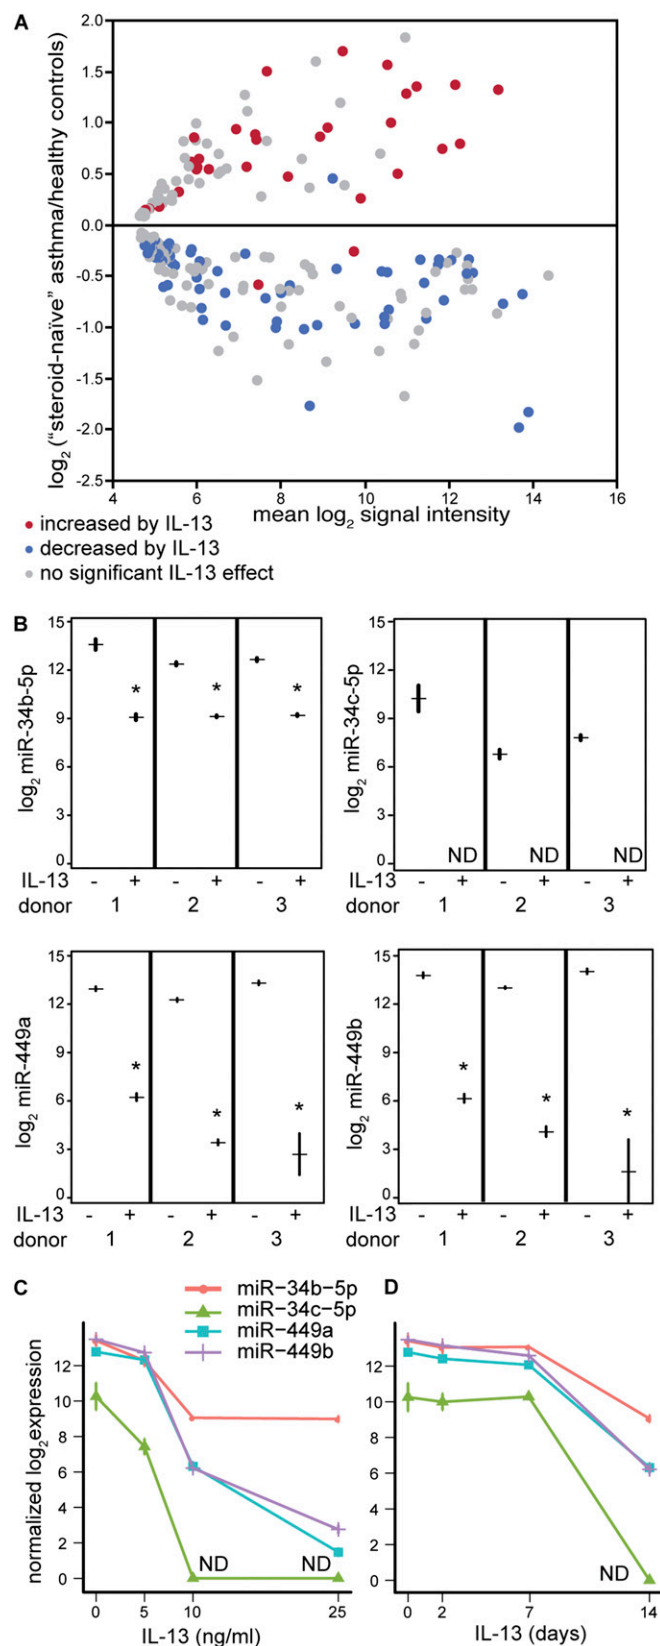 A
log2 ("steroid-naïve" asthma/healthy controls)
2.0
1.5
1.0
0.5
0.0
-0.5
-1.0
-1.5
-2.0
-2.5
4 6 8 10 12 14 16
mean log2 signal intensity
increased by IL-13
decreased by IL-13
no significant IL-13 effect
B
log2 miR-34b-5p
15
12
9
6
3
0
* * *
IL-13 - + - + - +
donor 1 2 3
log2 miR-34c-5p
15
12
9
6
3
0
ND ND ND
IL-13 - + - + - +
donor 1 2 3
log2 miR-449a
15
12
9
6
3
0
* * *
IL-13 - + - + - +
donor 1 2 3
log2 miR-449b
15
12
9
6
3
0
* * *
IL-13 - + - + - +
donor 1 2 3
C
miR-34b-5p
miR-34c-5p
miR-449a
miR-449b
normalized log2 expression
12
10
8
6
4
2
0
ND ND
0 5 10 25
IL-13 (ng/ml)
D
12
10
8
6
4
2
0
ND
0 2 7 14
IL-13 (days)